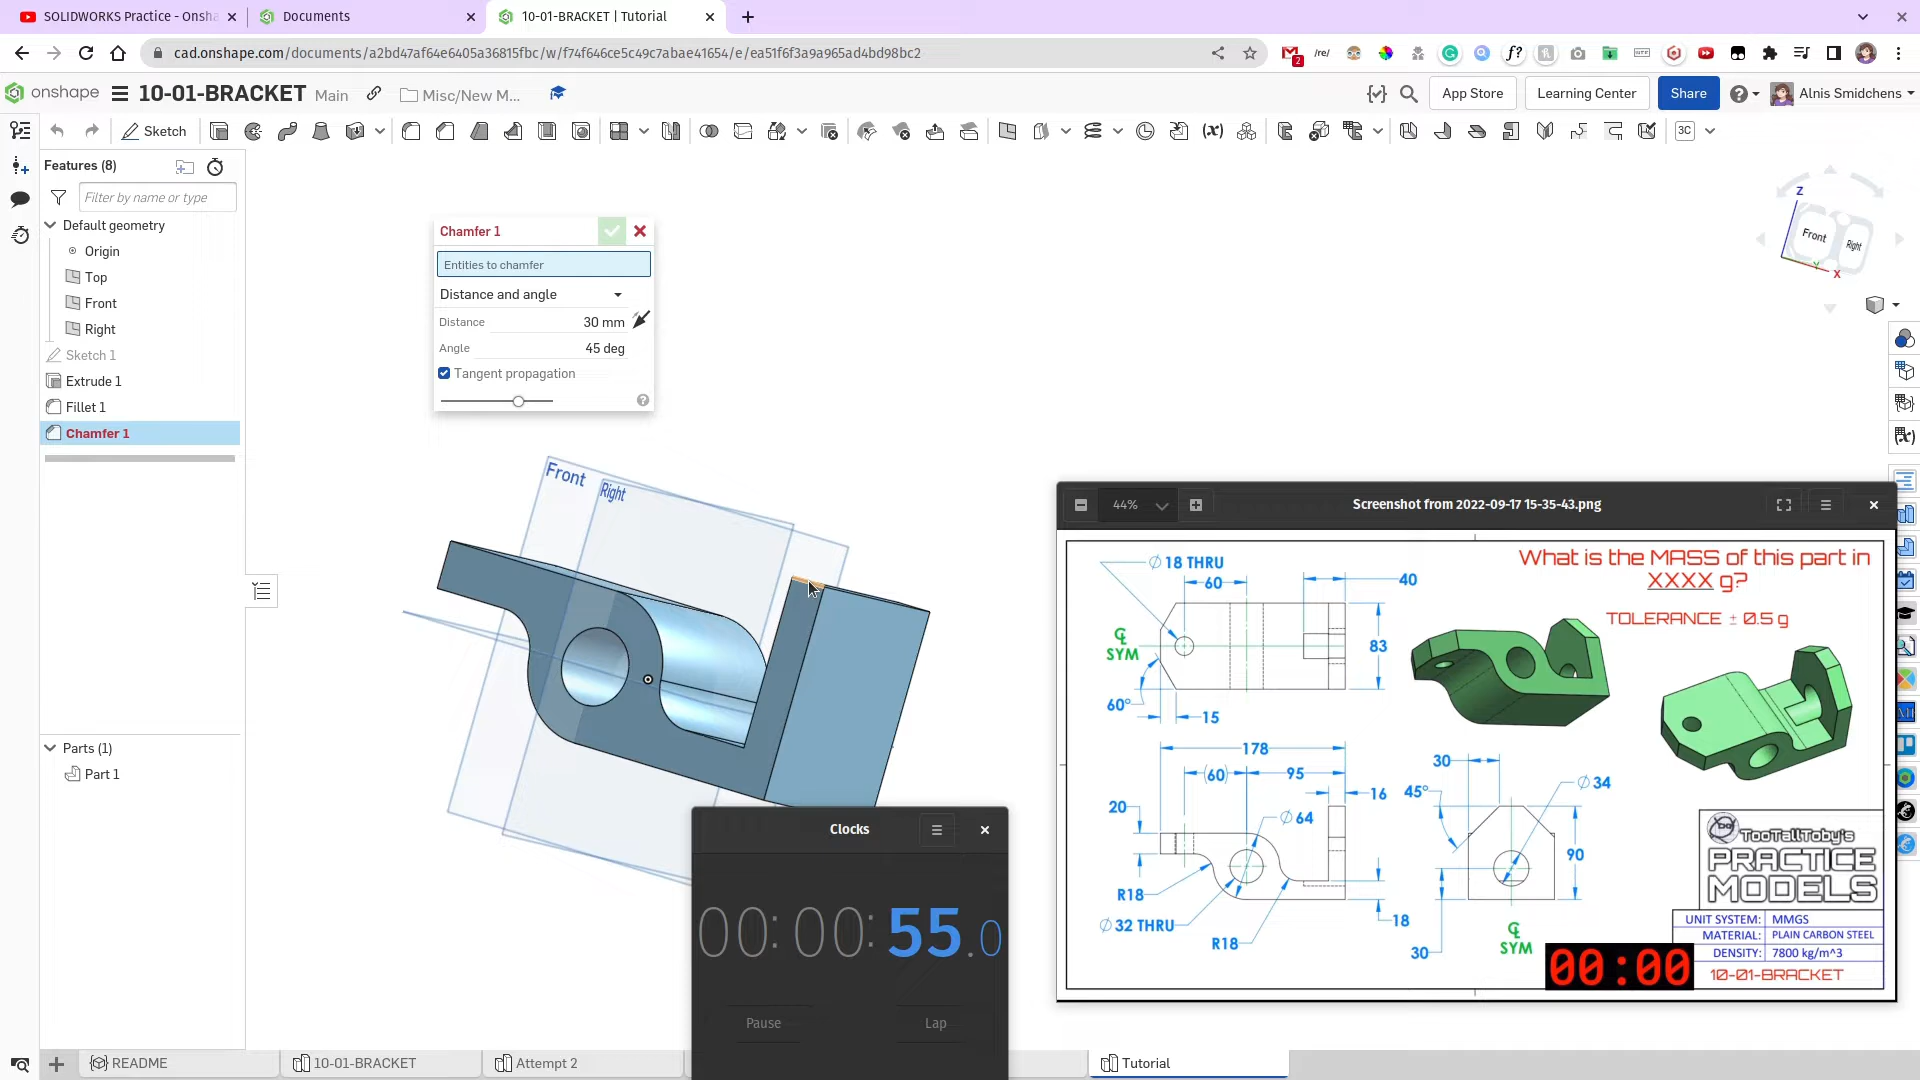 SOLIDWORKS Practice - Onsha
Documents
10-01-BRACKET | Tutorial
cad.onshape.com/documents/a2bd47af64e6405a36815fbc/w/f74f646ce5c49c7abae41654/e/ea51f6f3a9a965ad4bd98bc2
2
/re/
f?
onshape
10-01-BRACKET
Main
Misc/New M...
App Store
Learning Center
Share
Alnis Smidchens
Sketch
(x)
3C
Features (8)
Filter by name or type
Default geometry
Origin
Top
Front
Right
Sketch 1
Extrude 1
Fillet 1
Chamfer 1
Parts (1)
Part 1
Chamfer 1
Entities to chamfer
Distance and angle
Distance
30 mm
Angle
45 deg
Tangent propagation
Front
Right
Z
Front
Right
Y
X
(x)
44%
Screenshot from 2022-09-17 15-35-43.png
What is the MASS of this part in
XXXX g?
TOLERANCE ± 0.5 g
Ø 18 THRU
60
40
CL
SYM
83
60°
15
178
(60)
95
16
20
Ø 64
R18
Ø 32 THRU
R18
18
30
45°
Ø 34
90
30
CL
SYM
TooTallToby's
PRACTICE
MODELS
UNIT SYSTEM:
MMGS
MATERIAL:
PLAIN CARBON STEEL
DENSITY:
7800 kg/m^3
10-01-BRACKET
00:00
Clocks
00:00:55.0
Pause
Lap
README
10-01-BRACKET
Attempt 2
Tutorial